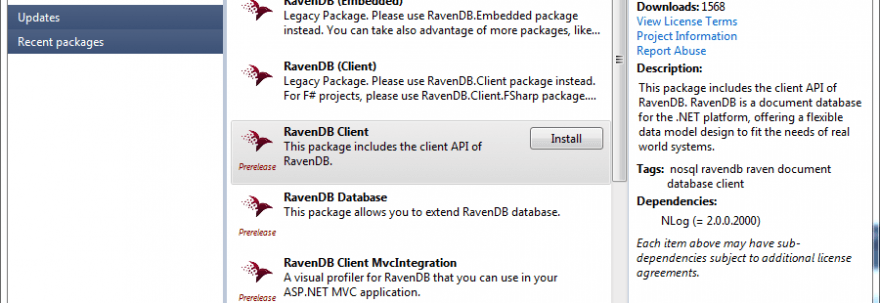 Updates
Recent packages
RavenDB (Embedded)
Legacy Package. Please use RavenDB.Embedded package
instead. You can take also advantage of more packages, like...
RavenDB (Client)
Legacy Package. Please use RavenDB.Client package instead.
For F# projects, please use RavenDB.Client.FSharp package....
RavenDB Client
This package includes the client API of
RavenDB.
Prerelease
Install
RavenDB Database
This package allows you to extend RavenDB database.
Prerelease
RavenDB Client MvcIntegration
A visual profiler for RavenDB that you can use in your
ASP.NET MVC application.
Prerelease
Downloads: 1568
View License Terms
Project Information
Report Abuse
Description:
This package includes the client API of
RavenDB. RavenDB is a document database
for the .NET platform, offering a flexible
data model design to fit the needs of real
world systems.
Tags: nosql ravendb raven document
database client
Dependencies:
NLog (= 2.0.0.2000)
Each item above may have sub-
dependencies subject to additional license
agreements.